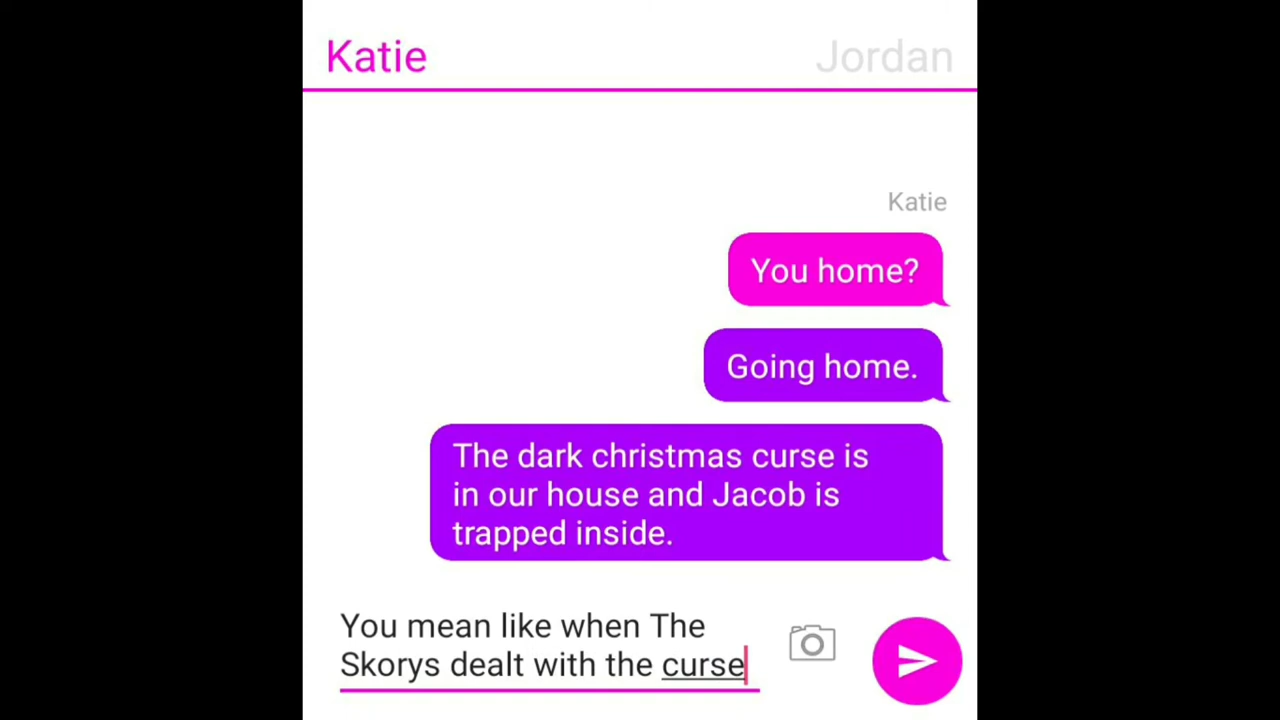 Katie
Jordan
Katie
You home?
Going home.
The dark christmas curse is
in our house and Jacob is
trapped inside.
You mean like when The
Skorys dealt with the curse